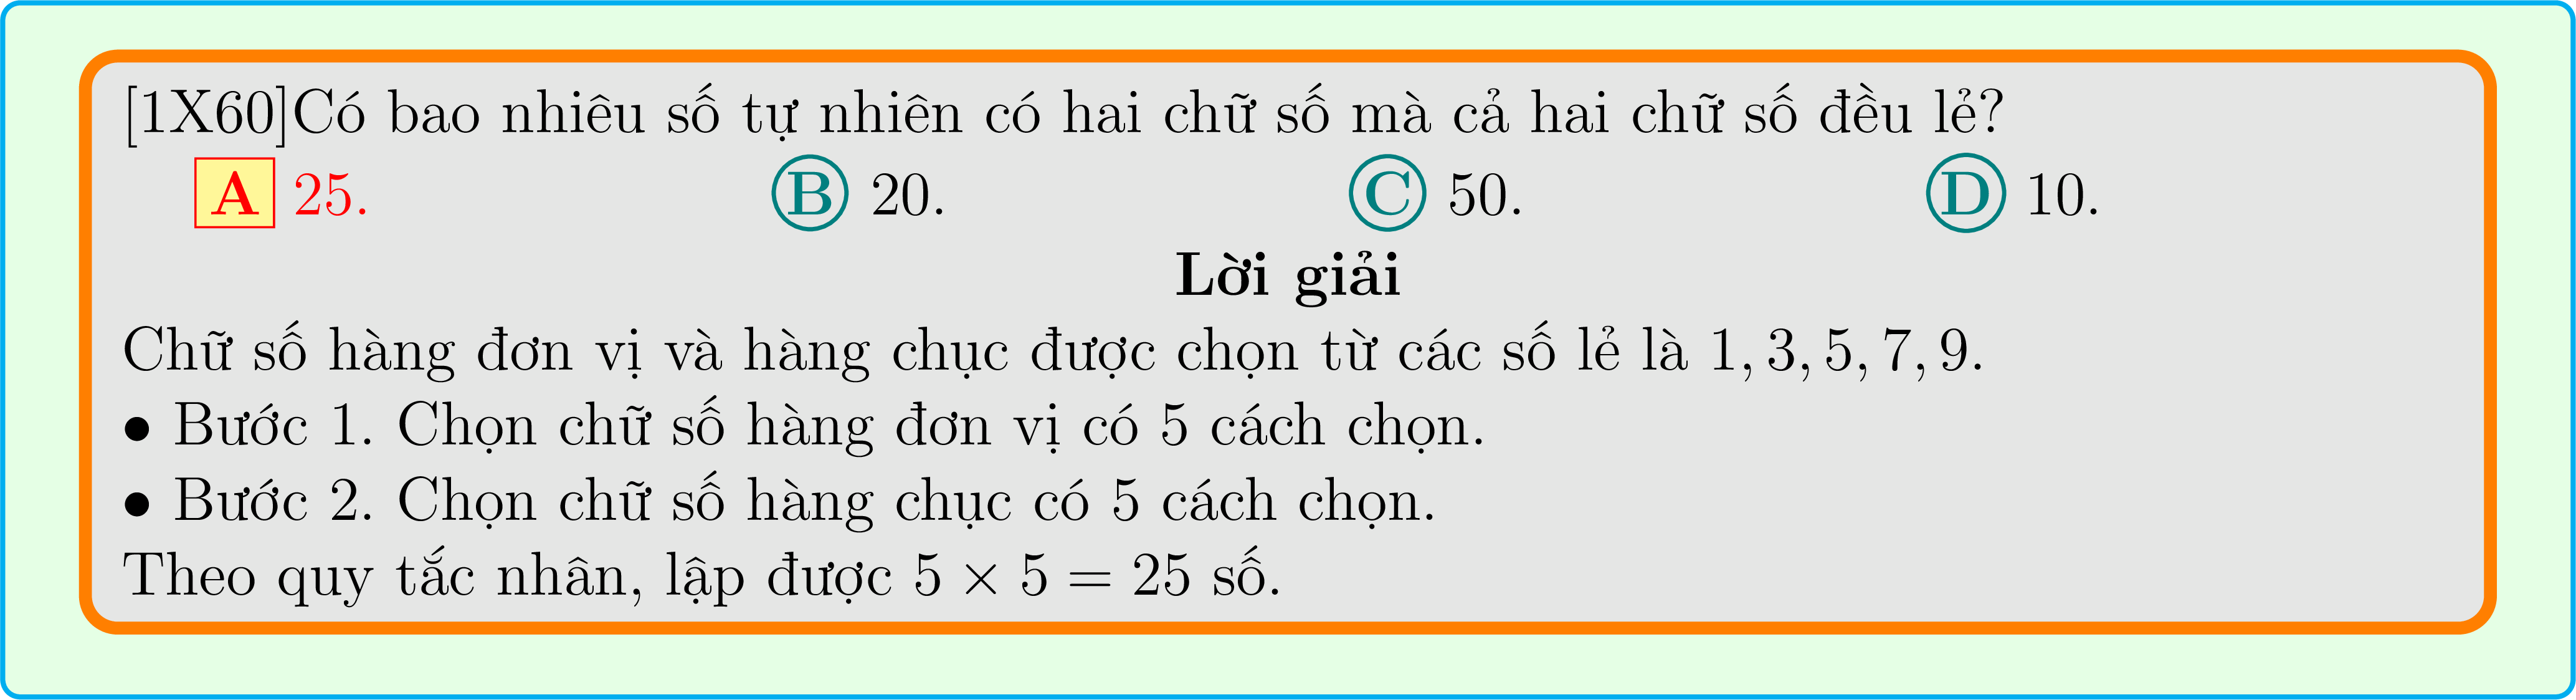 [1X60]Có bao nhiêu số tự nhiên có hai chữ số mà cả hai chữ số đều lẻ?
A 25. B 20. C 50. D 10.
Lời giải
Chữ số hàng đơn vị và hàng chục được chọn từ các số lẻ là 1, 3, 5, 7, 9.
• Bước 1. Chọn chữ số hàng đơn vị có 5 cách chọn.
• Bước 2. Chọn chữ số hàng chục có 5 cách chọn.
Theo quy tắc nhân, lập được 5 × 5 = 25 số.